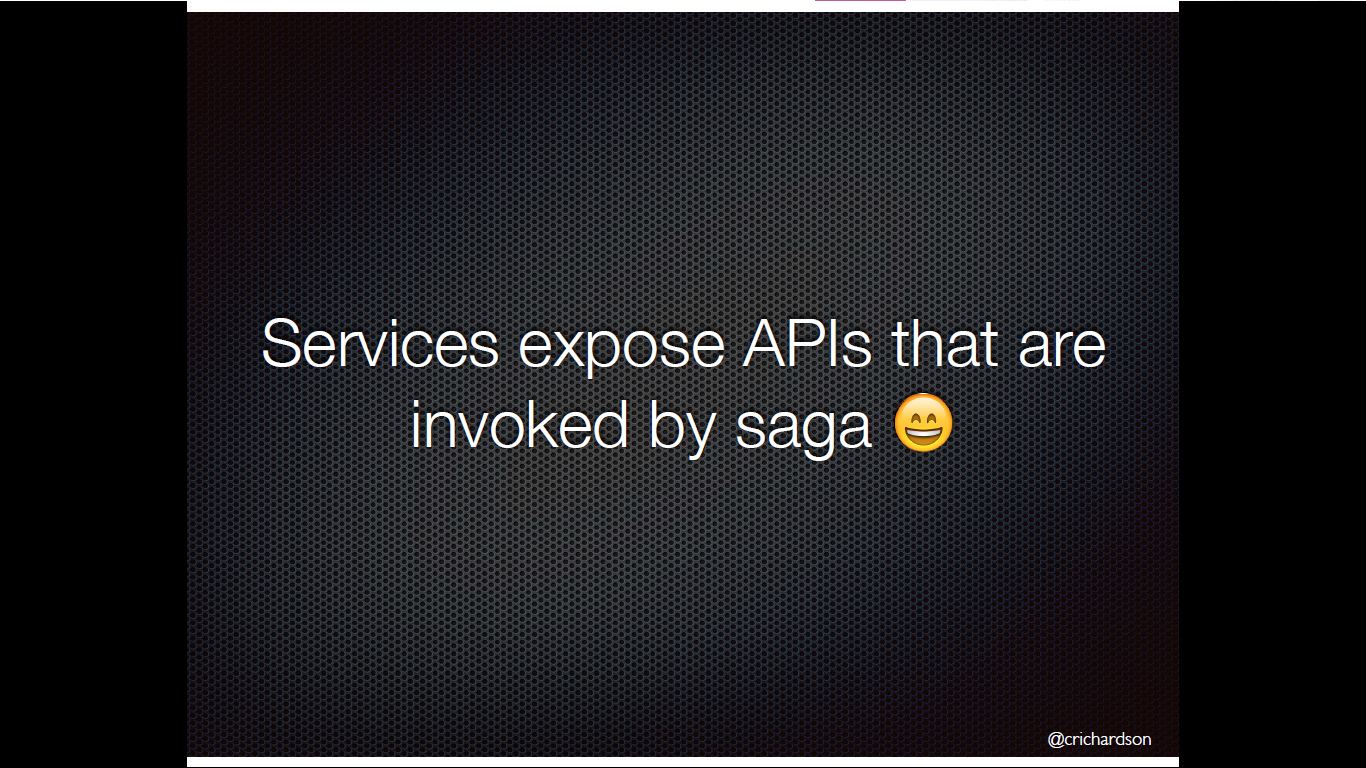 Services expose APIs that are
invoked by saga 😄
@crichardson